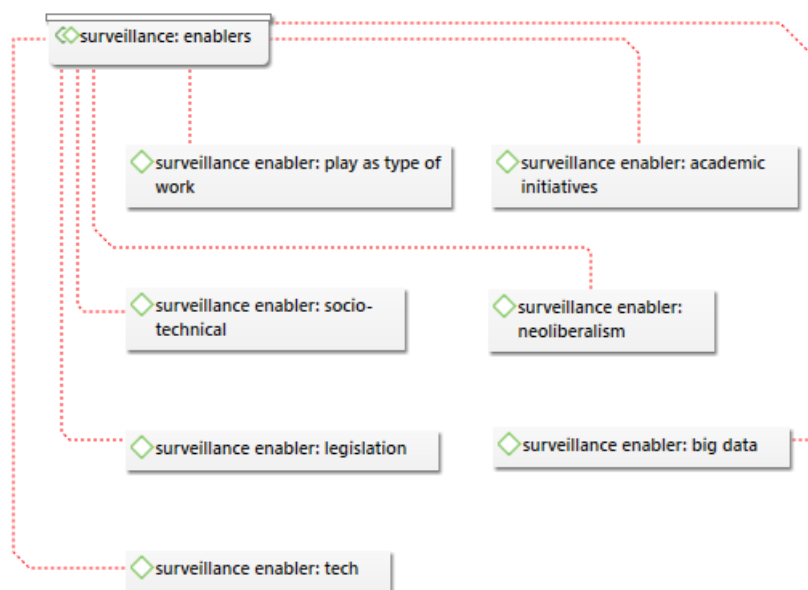 surveillance: enablers
surveillance enabler: play as type of
work
surveillance enabler: academic
initiatives
surveillance enabler: socio-
technical
surveillance enabler:
neoliberalism
surveillance enabler: legislation
surveillance enabler: big data
surveillance enabler: tech